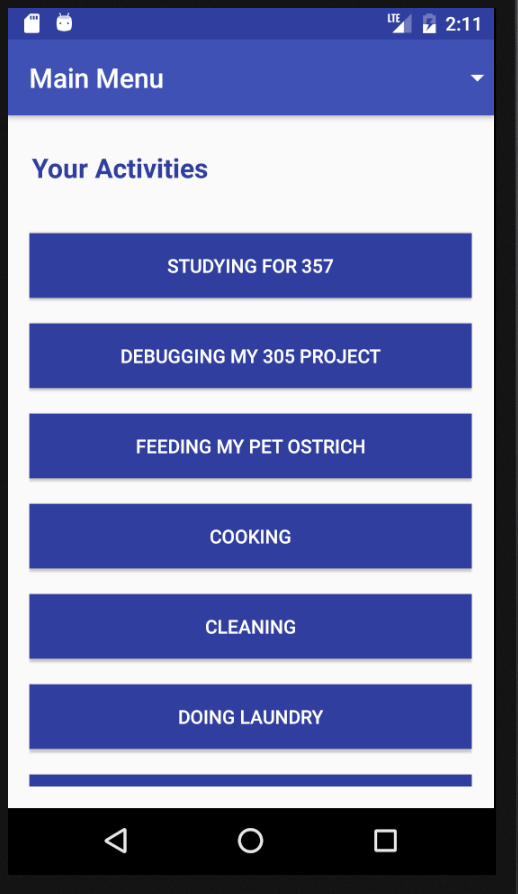 LTE 2:11
Main Menu
Your Activities
STUDYING FOR 357
DEBUGGING MY 305 PROJECT
FEEDING MY PET OSTRICH
COOKING
CLEANING
DOING LAUNDRY